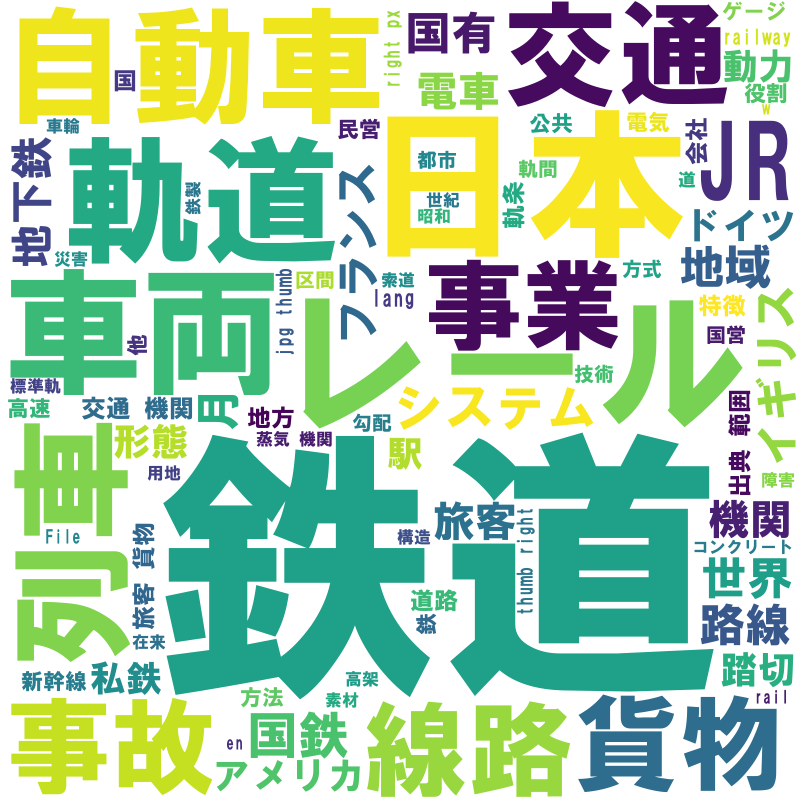 自動車
国
right px
国有
交通
ゲージ
railway
電車
動力
役割
w
車輪
民営
日本
公共
電気
会社
JR
地下鉄
軌道
鉄製
フランス
都市
世紀
昭和
軌間
軌条
道
ドイツ
災害
車両
jpg thumb
区間
索道
lang
事業
方式
地域
特徴
国営
イギリス
他
レール
標準軌
高速
交通 機関
月
地方
蒸気 機関
勾配
システム
技術
出典 範囲
列車
形態
用地
駅
障害
鉄道
File
旅客 貨物
旅客
構造
thumb right
機関
コンクリート
世界
道路
鉄
路線
在来
新幹線
私鉄
高架
素材
踏切
rail
方法
事故
en
国鉄
アメリカ
線路
貨物